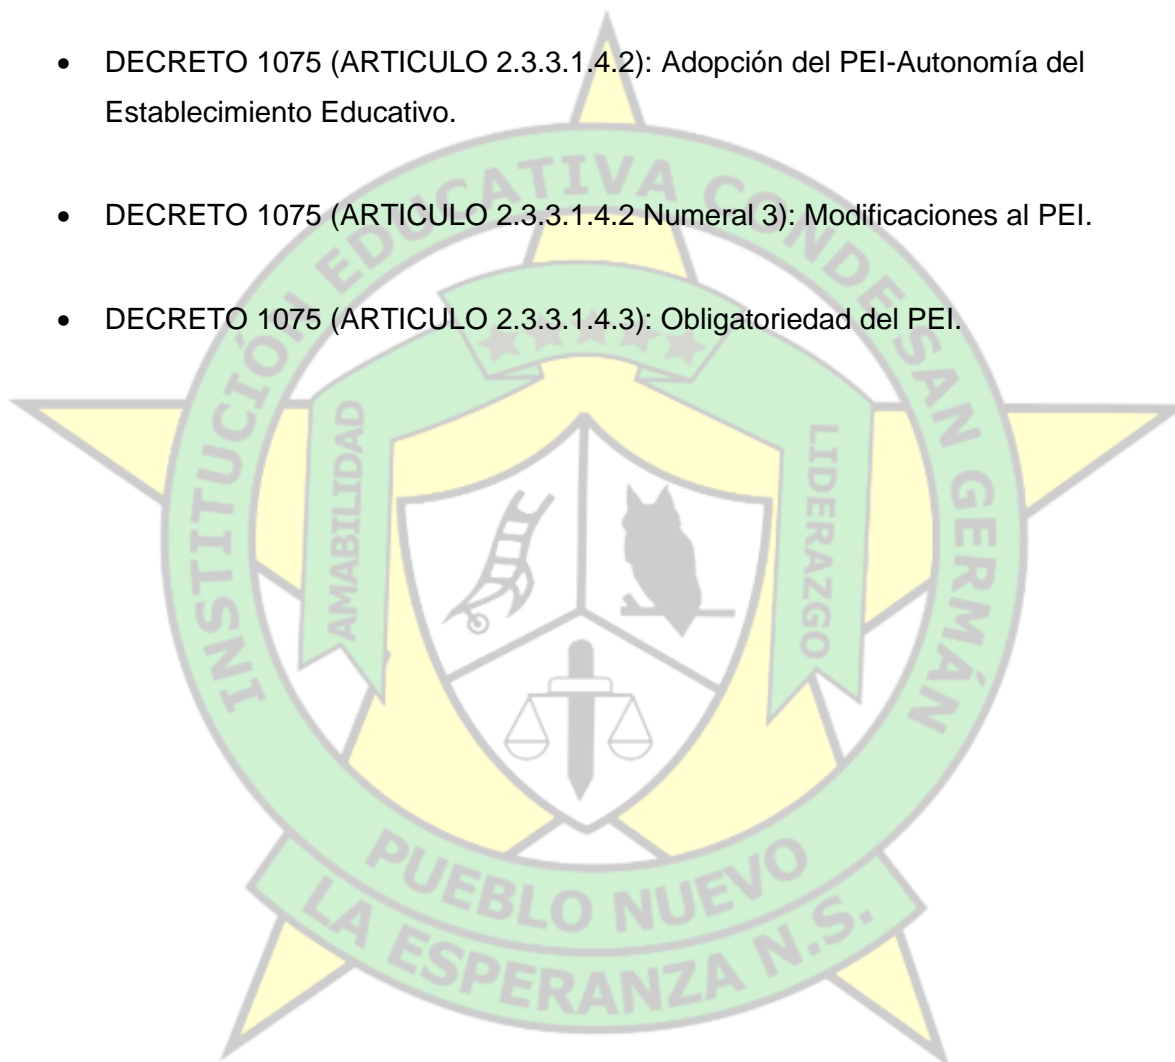 • DECRETO 1075 (ARTICULO 2.3.3.1.4.2): Adopción del PEI-Autonomía del
Establecimiento Educativo.
• DECRETO 1075 (ARTICULO 2.3.3.1.4.2 Numeral 3): Modificaciones al PEI.
• DECRETO 1075 (ARTICULO 2.3.3.1.4.3): Obligatoriedad del PEI.
INSTITUCIÓN EDUCATIVA CONDE SAN GERMÁN
AMABILIDAD
LIDERAZGO
PUEBLO NUEVO
LA ESPERANZA N.S.